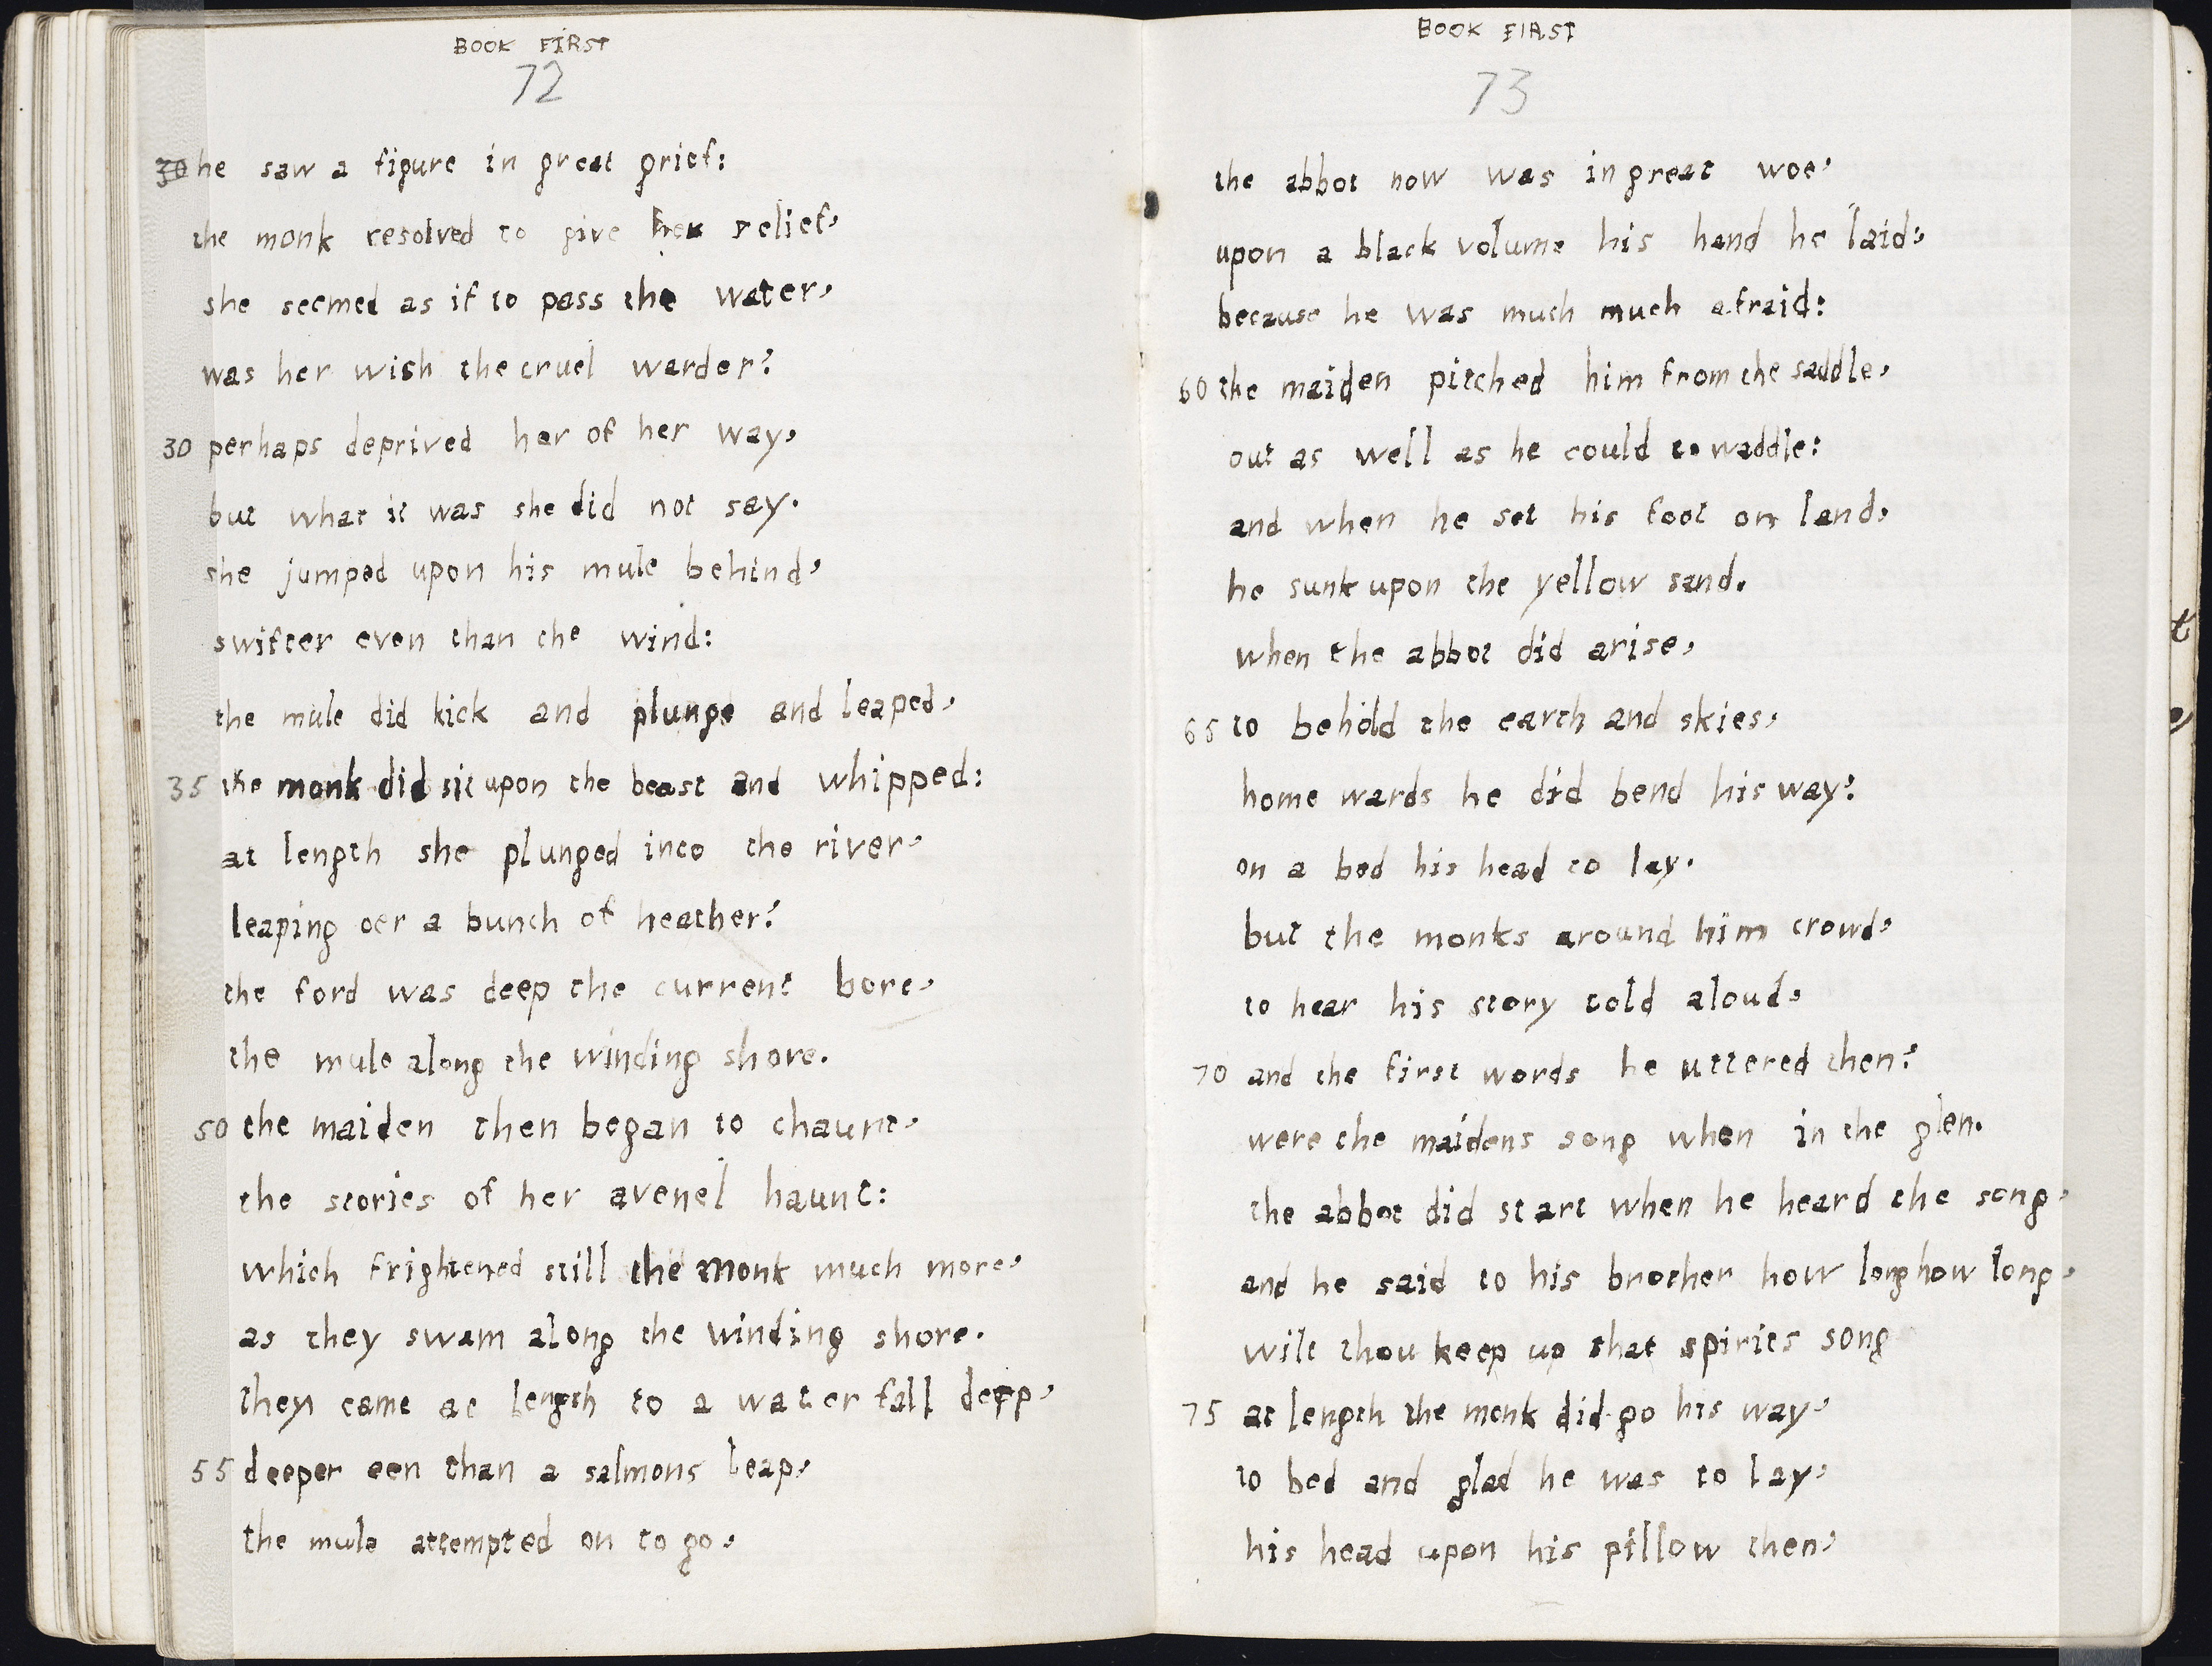 BOOK FIRST
72
30 he saw a figure in great grief:
the monk resolved to give her relief,
she seemed as if to pass the water,
was her wish the cruel warder?
30 perhaps deprived her of her way,
but what it was she did not say.
she jumped upon his mule behind,
swifter even than the wind:
the mule did kick and plunge and leaped,
35 the monk did sit upon the beast and whipped:
at length she plunged into the river,
leaping oer a bunch of heather?
the ford was deep the current bore,
the mule along the winding shore.
50 the maiden then began to chaunt,
the stories of her avenel haunt:
which frightened still the monk much more,
as they swam along the winding shore.
they came at length to a water fall deep,
55 deeper een than a salmons leap,
the mule attempted on to go,
BOOK FIRST
73
the abbot now was in great woe,
upon a black volume his hand he laid,
because he was much much afraid:
60 the maiden pitched him from the saddle,
out as well as he could to waddle:
and when he set his foot on land,
he sunk upon the yellow sand.
when the abbot did arise,
65 to behold the earth and skies,
home wards he did bend his way?
on a bed his head to lay.
but the monks around him crowd,
to hear his story told aloud,
70 and the first words he uttered then?
were the maidens song when in the glen.
the abbot did start when he heard the song,
and he said to his brother how long how long,
wilt thou keep up that spirits song
75 at length the monk did go his way,
to bed and glad he was to lay,
his head upon his pillow then,